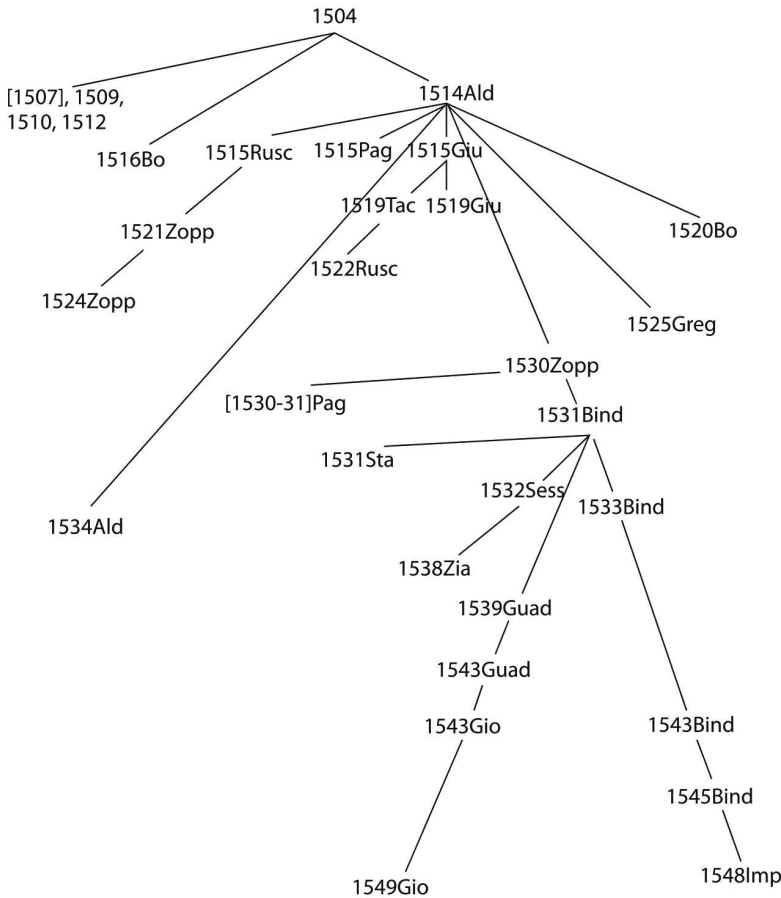 1504
[1507], 1509,
1510, 1512
1514Ald
1516Bo
1515Rusc
1515Pag
1515Giu
1519Tac
1519Giu
1520Bo
1521Zopp
1522Rusc
1524Zopp
1525Greg
1530Zopp
[1530-31]Pag
1531Bind
1531Sta
1532Sess
1533Bind
1534Ald
1538Zia
1539Guad
1543Guad
1543Gio
1543Bind
1545Bind
1548Imp
1549Gio